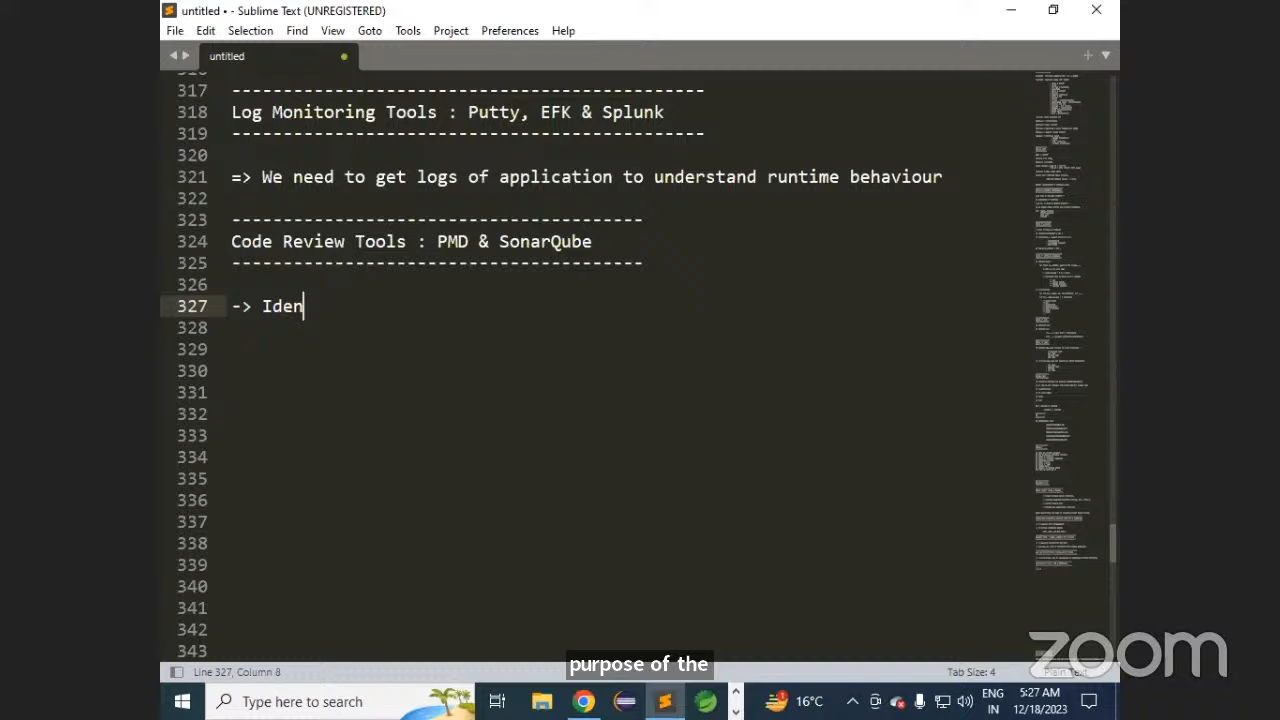 untitled • - Sublime Text (UNREGISTERED)
File Edit Selection Find View Goto Tools Project Preferences Help
untitled
317 ----------------------------------------------
318 Log Monitoring Tools : Putty, EFK & Splunk
319 ----------------------------------------------
320
321 => We need to get logs of application to understand runtime behaviour
322
323 ----------------------------------------
324 Code Review Tools : PMD & SonarQube
325 ----------------------------------------
326
327 -> Iden
328
329
330
331
332
333
334
335
336
337
338
339
340
341
342
343
purpose of the
zoom
Line 327, Column 8 Tab Size: 4 Plain Text
Type here to search 1 16°C ENG IN 5:27 AM 12/18/2023